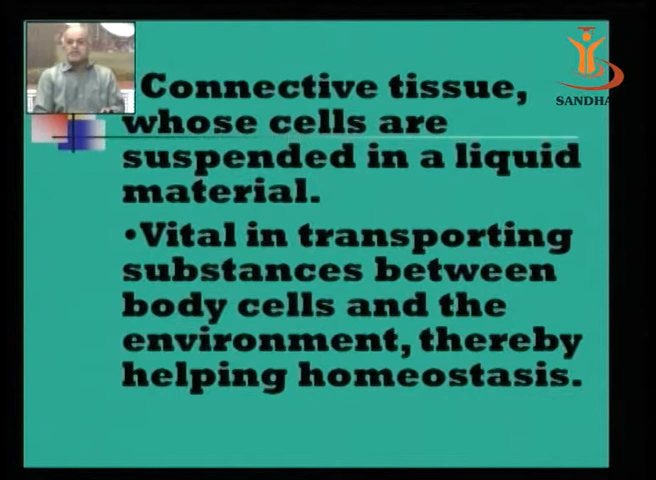 SANDHA
Connective tissue,
whose cells are
suspended in a liquid
material.
•Vital in transporting
substances between
body cells and the
environment, thereby
helping homeostasis.